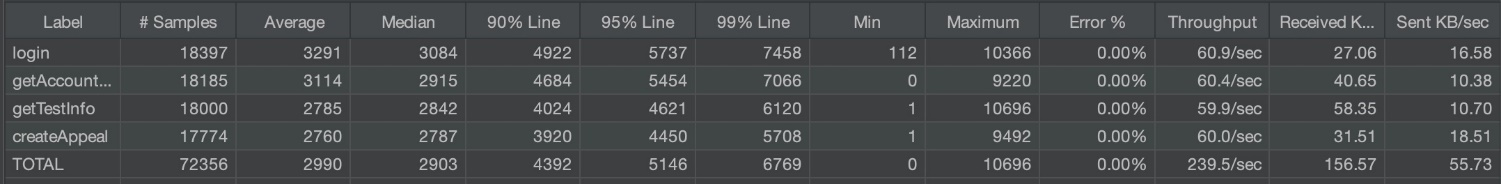 Label # Samples Average Median 90% Line 95% Line 99% Line Min Maximum Error % Throughput Received K... Sent KB/sec
login 18397 3291 3084 4922 5737 7458 112 10366 0.00% 60.9/sec 27.06 16.58
getAccount... 18185 3114 2915 4684 5454 7066 0 9220 0.00% 60.4/sec 40.65 10.38
getTestInfo 18000 2785 2842 4024 4621 6120 1 10696 0.00% 59.9/sec 58.35 10.70
createAppeal 17774 2760 2787 3920 4450 5708 1 9492 0.00% 60.0/sec 31.51 18.51
TOTAL 72356 2990 2903 4392 5146 6769 0 10696 0.00% 239.5/sec 156.57 55.73